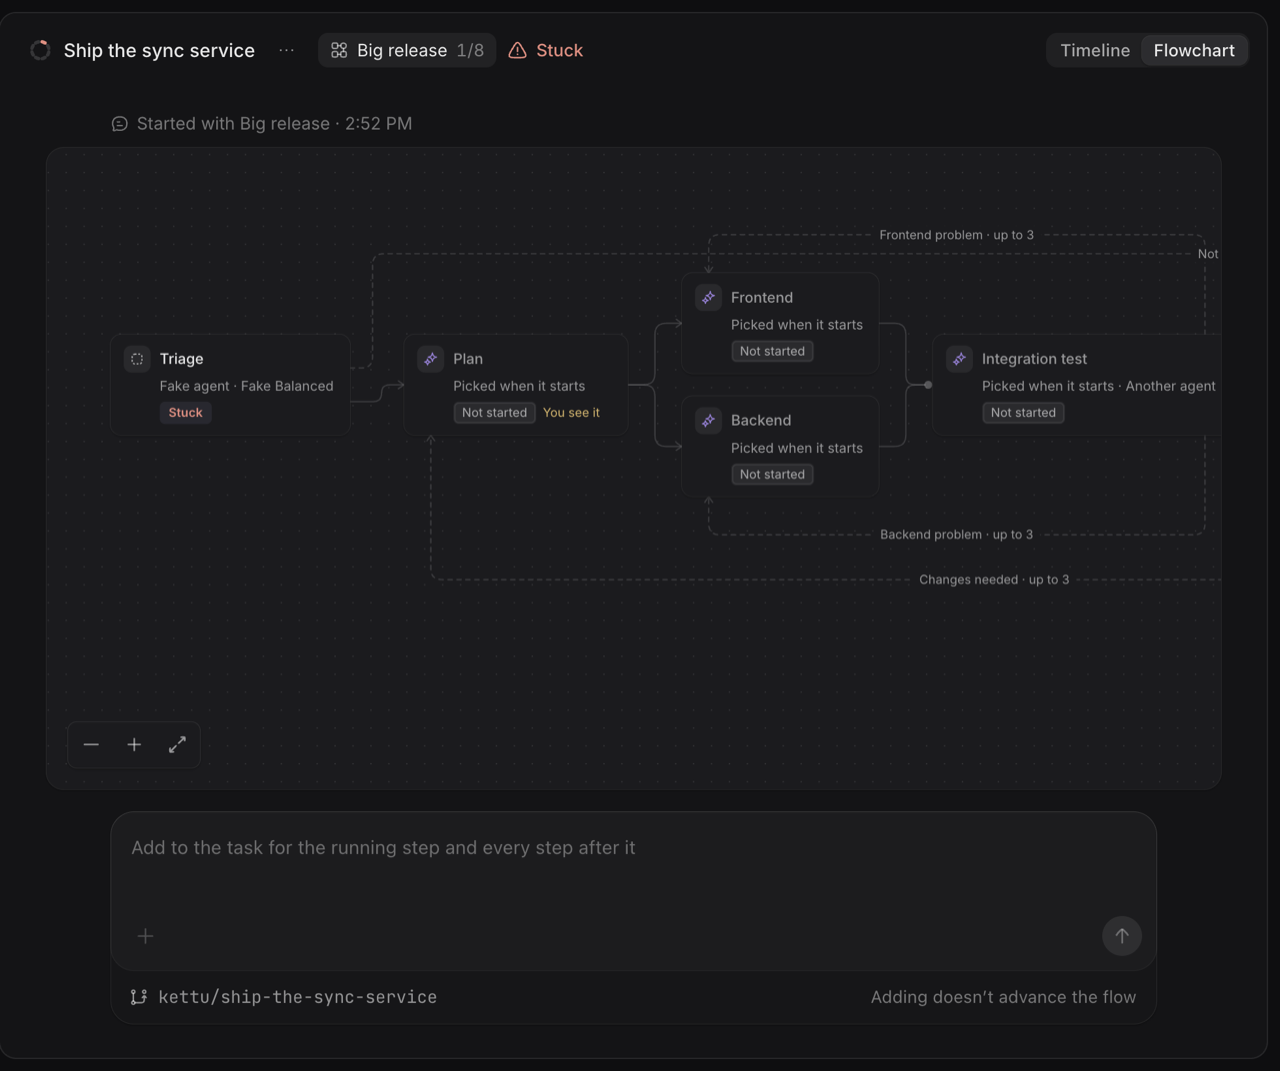 Ship the sync service ··· Big release 1/8 Stuck Timeline Flowchart
Started with Big release · 2:52 PM
Frontend problem · up to 3
Not
Frontend
Picked when it starts
Not started
Triage
Fake agent · Fake Balanced
Stuck
Plan
Picked when it starts
Not started You see it
Integration test
Picked when it starts · Another agent
Not started
Backend
Picked when it starts
Not started
Backend problem · up to 3
Changes needed · up to 3
Add to the task for the running step and every step after it
kettu/ship-the-sync-service Adding doesn’t advance the flow